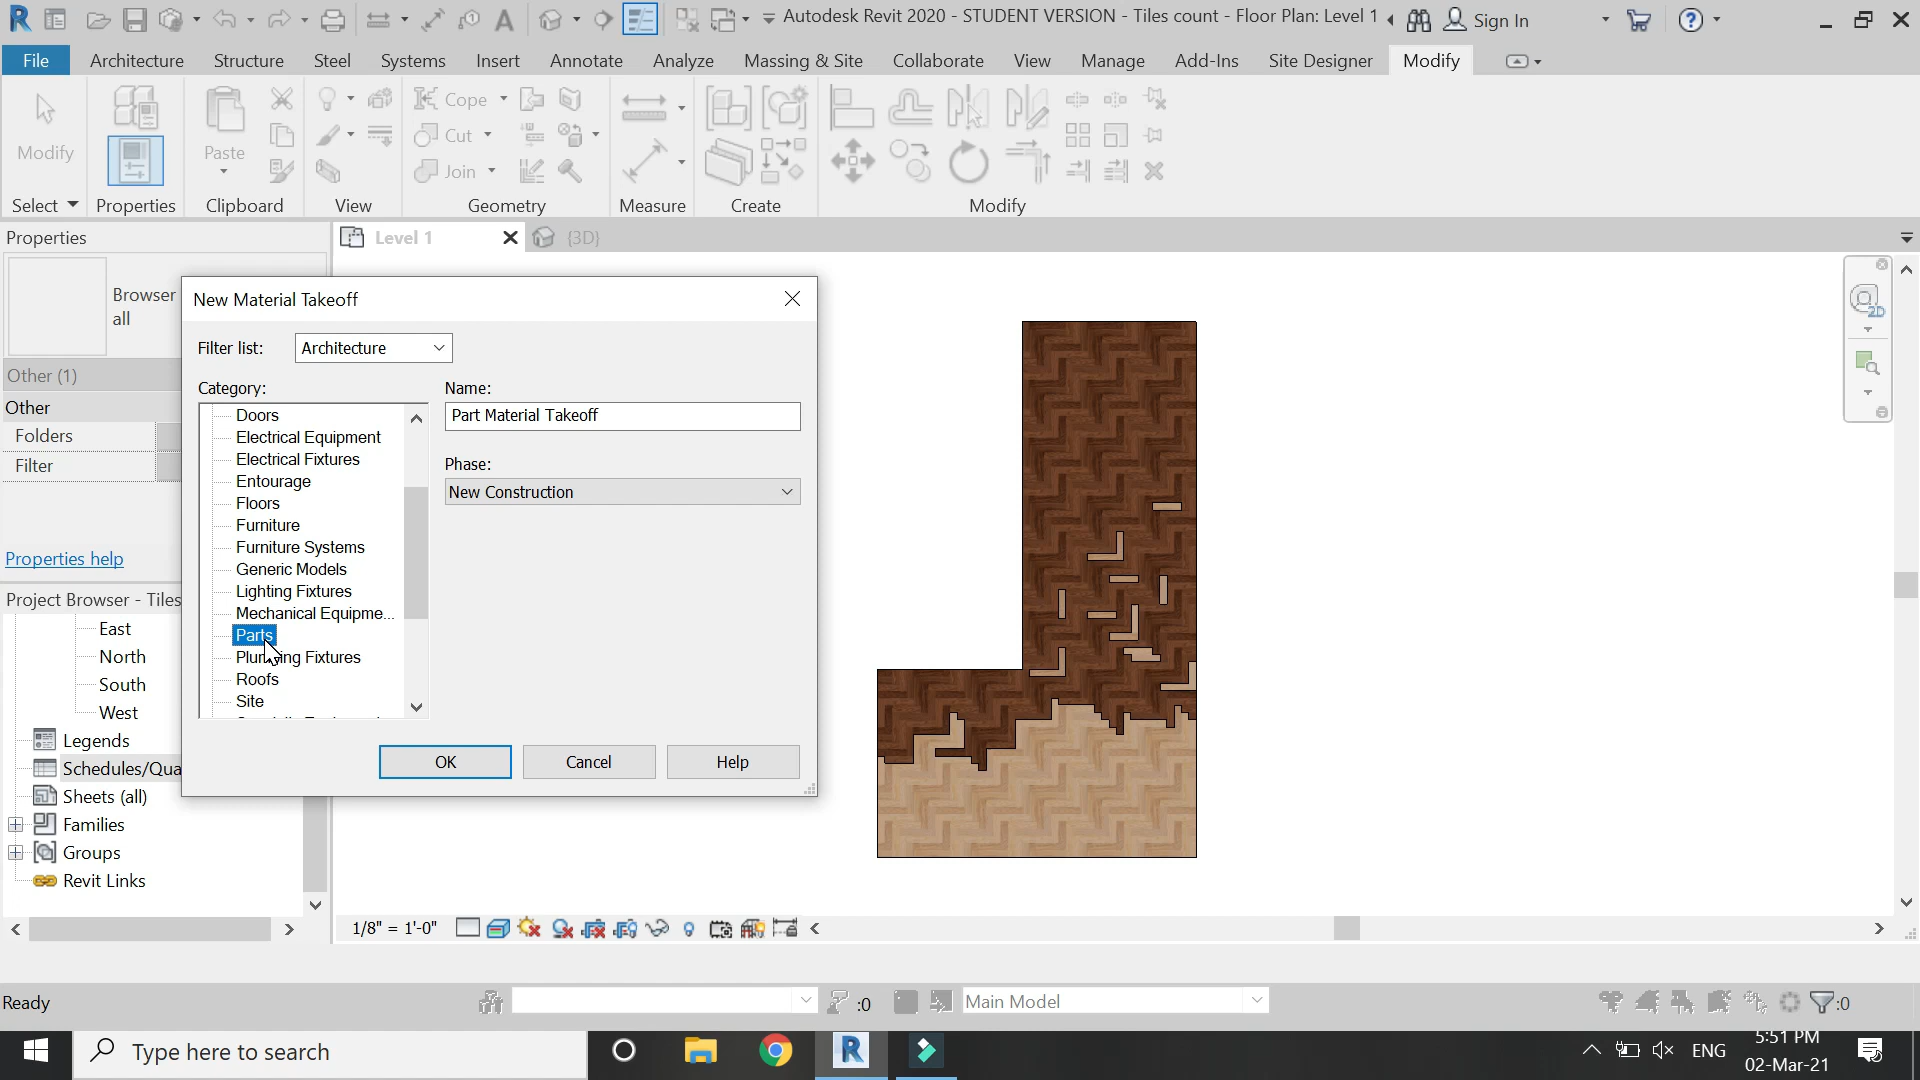 Autodesk Revit 2020 - STUDENT VERSION - Tiles count - Floor Plan: Level 1
Sign In
File Architecture Structure Steel Systems Insert Annotate Analyze Massing & Site Collaborate View Manage Add-Ins Site Designer Modify
Modify
Paste
Cope
Cut
Join
Select Properties Clipboard View Geometry Measure Create Modify
Properties
Level 1
{3D}
Browser
all
Other (1)
Other
Folders
Filter
Properties help
Project Browser - Tiles
East
North
South
West
Legends
Schedules/Qua
Sheets (all)
Families
Groups
Revit Links
New Material Takeoff
Filter list: Architecture
Category:
Doors
Electrical Equipment
Electrical Fixtures
Entourage
Floors
Furniture
Furniture Systems
Generic Models
Lighting Fixtures
Mechanical Equipme...
Parts
Plumbing Fixtures
Roofs
Site
Name:
Part Material Takeoff
Phase:
New Construction
OK Cancel Help
2D
1/8" = 1'-0"
Ready
:0
Main Model
:0
Type here to search
ENG
5:51 PM
02-Mar-21